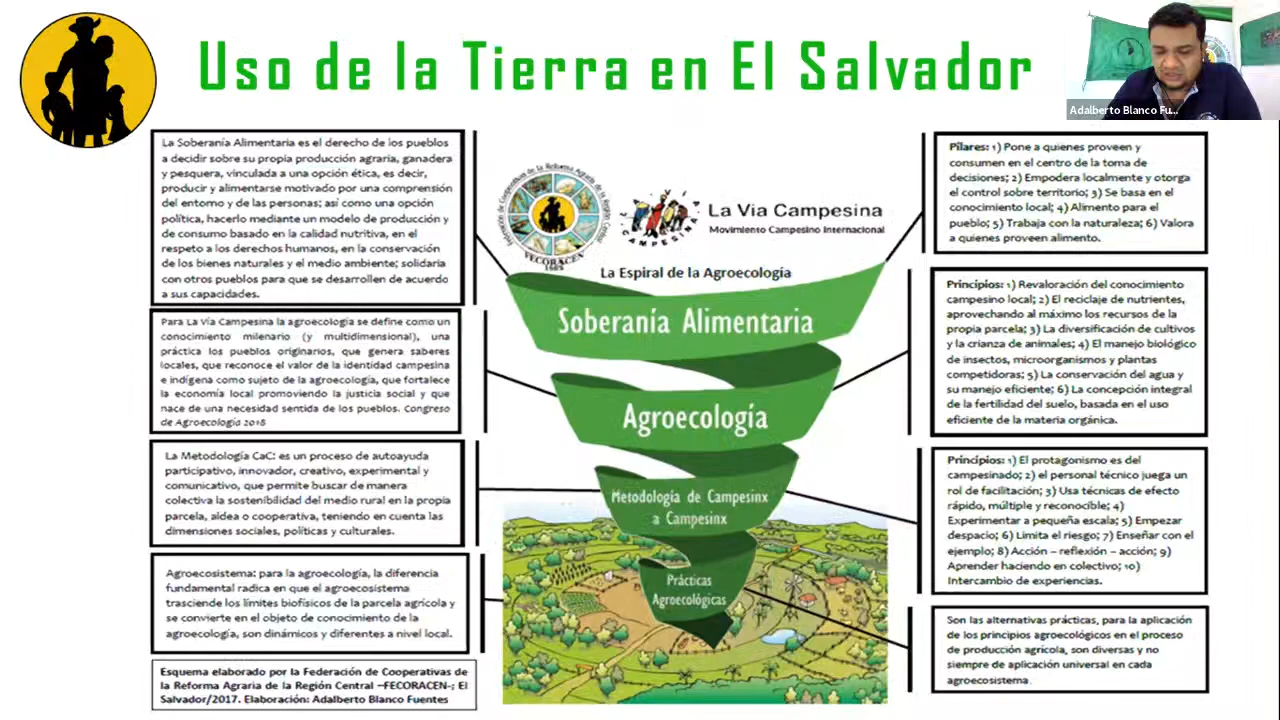 Uso de la Tierra en El Salvador
Adalberto Blanco Fu...
La Soberanía Alimentaria es el derecho de los pueblos
a decidir sobre su propia producción agraria, ganadera
y pesquera, vinculada a una opción ética, es decir,
producir y alimentarse motivado por una comprensión
del entorno y de las personas; así como una opción
política, hacerlo mediante un modelo de producción y
de consumo basado en la calidad nutritiva, en el
respeto a los derechos humanos, en la conservación
de los bienes naturales y el medio ambiente; solidaria
con otros pueblos para que se desarrollen de acuerdo
a sus capacidades.
Para La Vía Campesina la agroecología se define como un
conocimiento milenario (y multidimensional), una
práctica los pueblos originarios, que genera saberes
locales, que reconoce el valor de la identidad campesina
e indígena como sujeto de la agroecología, que fortalece
la economía local promoviendo la justicia social y que
nace de una necesidad sentida de los pueblos. Congreso
de Agroecología 2018
La Metodología CaC: es un proceso de autoayuda
participativo, innovador, creativo, experimental y
comunicativo, que permite buscar de manera
colectiva la sostenibilidad del medio rural en la propia
parcela, aldea o cooperativa, teniendo en cuenta las
dimensiones sociales, políticas y culturales.
Agroecosistema: para la agroecología, la diferencia
fundamental radica en que el agroecosistema
trasciende los límites biofísicos de la parcela agrícola y
se convierte en el objeto de conocimiento de la
agroecología, son dinámicos y diferentes a nivel local.
Esquema elaborado por la Federación de Cooperativas de
la Reforma Agraria de la Región Central –FECORACEN-; El
Salvador/2017. Elaboración: Adalberto Blanco Fuentes
Federación de Cooperativas de la Reforma Agraria de la Región Central
FECORACEN
VIA CAMPESINA
La Via Campesina
Movimiento Campesino Internacional
La Espiral de la Agroecología
Soberanía Alimentaria
Agroecología
Metodología de Campesinx
a Campesinx
Prácticas
Agroecológicas
Pilares: 1) Pone a quienes proveen y
consumen en el centro de la toma de
decisiones; 2) Empodera localmente y otorga
el control sobre territorio; 3) Se basa en el
conocimiento local; 4) Alimento para el
pueblo; 5) Trabaja con la naturaleza; 6) Valora
a quienes proveen alimento.
Principios: 1) Revaloración del conocimiento
campesino local; 2) El reciclaje de nutrientes,
aprovechando al máximo los recursos de la
propia parcela; 3) La diversificación de cultivos
y la crianza de animales; 4) El manejo biológico
de insectos, microorganismos y plantas
competidoras; 5) La conservación del agua y
su manejo eficiente; 6) La concepción integral
de la fertilidad del suelo, basada en el uso
eficiente de la materia orgánica.
Principios: 1) El protagonismo es del
campesinado; 2) el personal técnico juega un
rol de facilitación; 3) Usa técnicas de efecto
rápido, múltiple y reconocible; 4)
Experimentar a pequeña escala; 5) Empezar
despacio; 6) Limita el riesgo; 7) Enseñar con el
ejemplo; 8) Acción – reflexión – acción; 9)
Aprender haciendo en colectivo; 10)
Intercambio de experiencias.
Son las alternativas prácticas, para la aplicación
de los principios agroecológicos en el proceso
de producción agrícola, son diversas y no
siempre de aplicación universal en cada
agroecosistema.